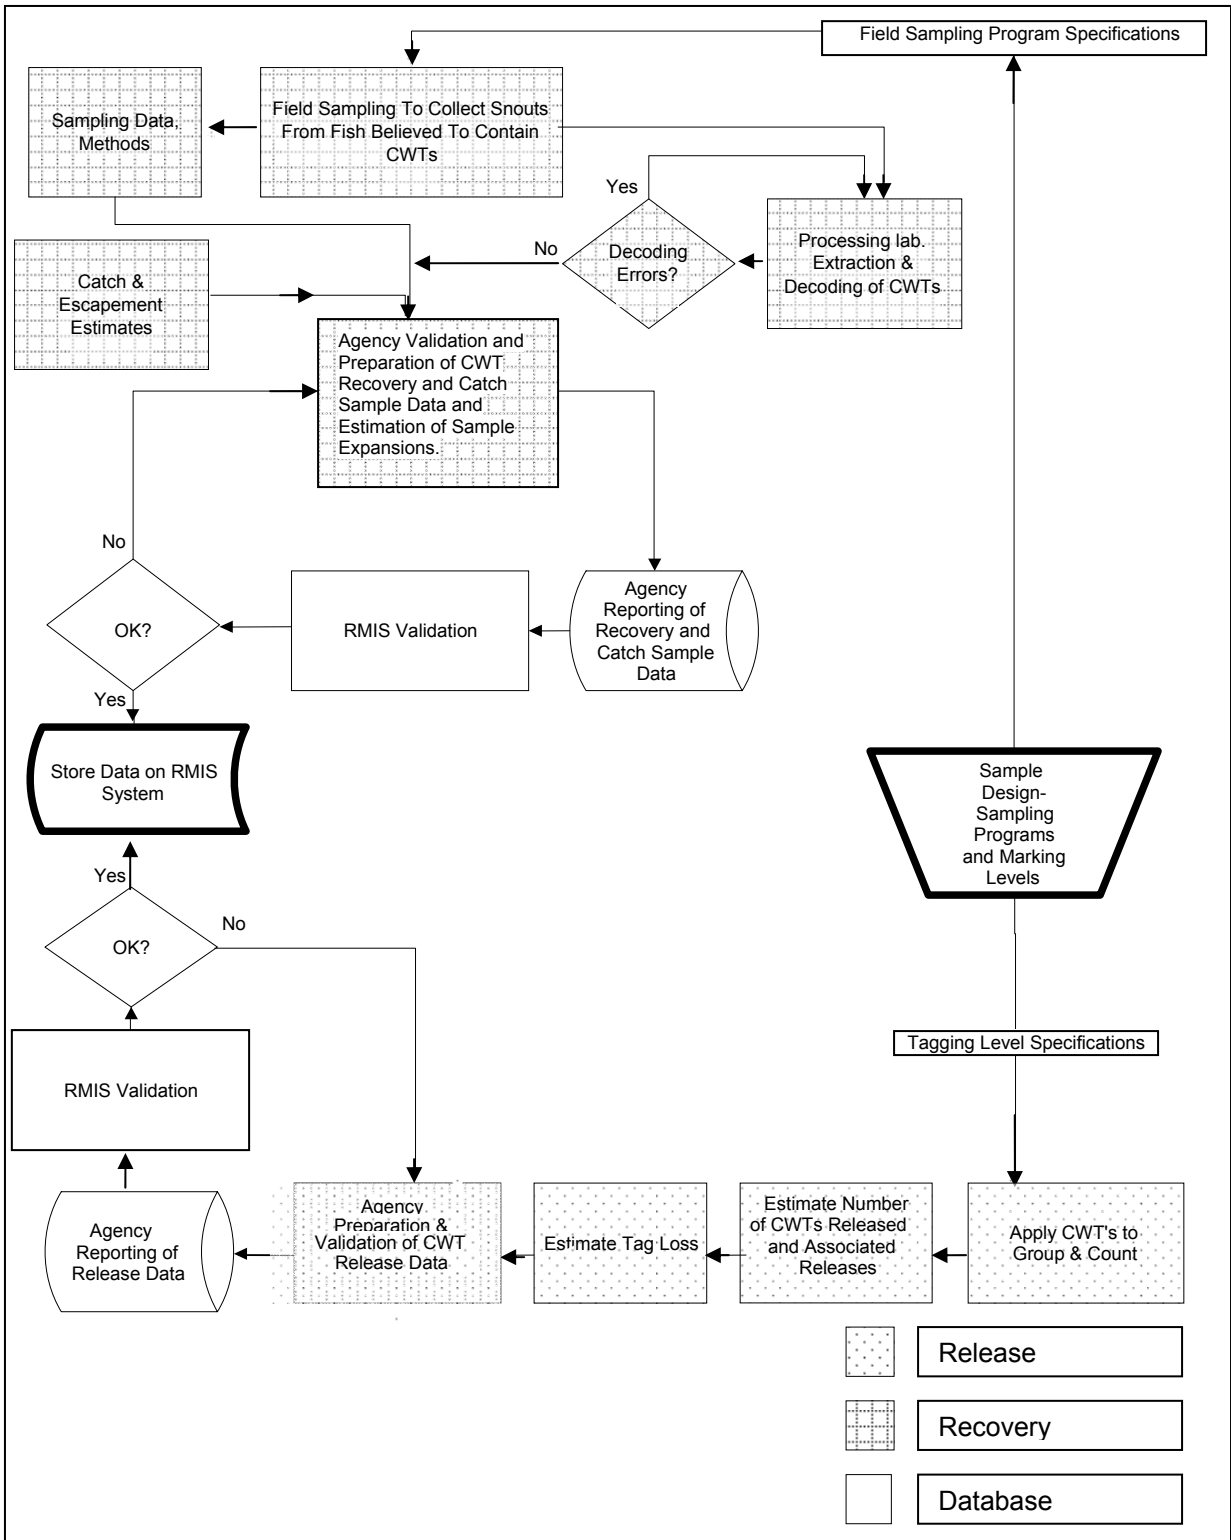 Field Sampling Program Specifications
Sampling Data,
Methods
Field Sampling To Collect Snouts
From Fish Believed To Contain
CWTs
Yes
No
Decoding
Errors?
Processing lab.
Extraction &
Decoding of CWTs
Catch &
Escapement
Estimates
Agency Validation and
Preparation of CWT
Recovery and Catch
Sample Data and
Estimation of Sample
Expansions.
No
OK?
RMIS Validation
Agency
Reporting of
Recovery and
Catch Sample
Data
Yes
Store Data on RMIS
System
Sample
Design-
Sampling
Programs
and Marking
Levels
Yes
No
OK?
Tagging Level Specifications
RMIS Validation
Agency
Reporting of
Release Data
Agency
Preparation &
Validation of CWT
Release Data
Estimate Tag Loss
Estimate Number
of CWTs Released
and Associated
Releases
Apply CWT's to
Group & Count
Release
Recovery
Database